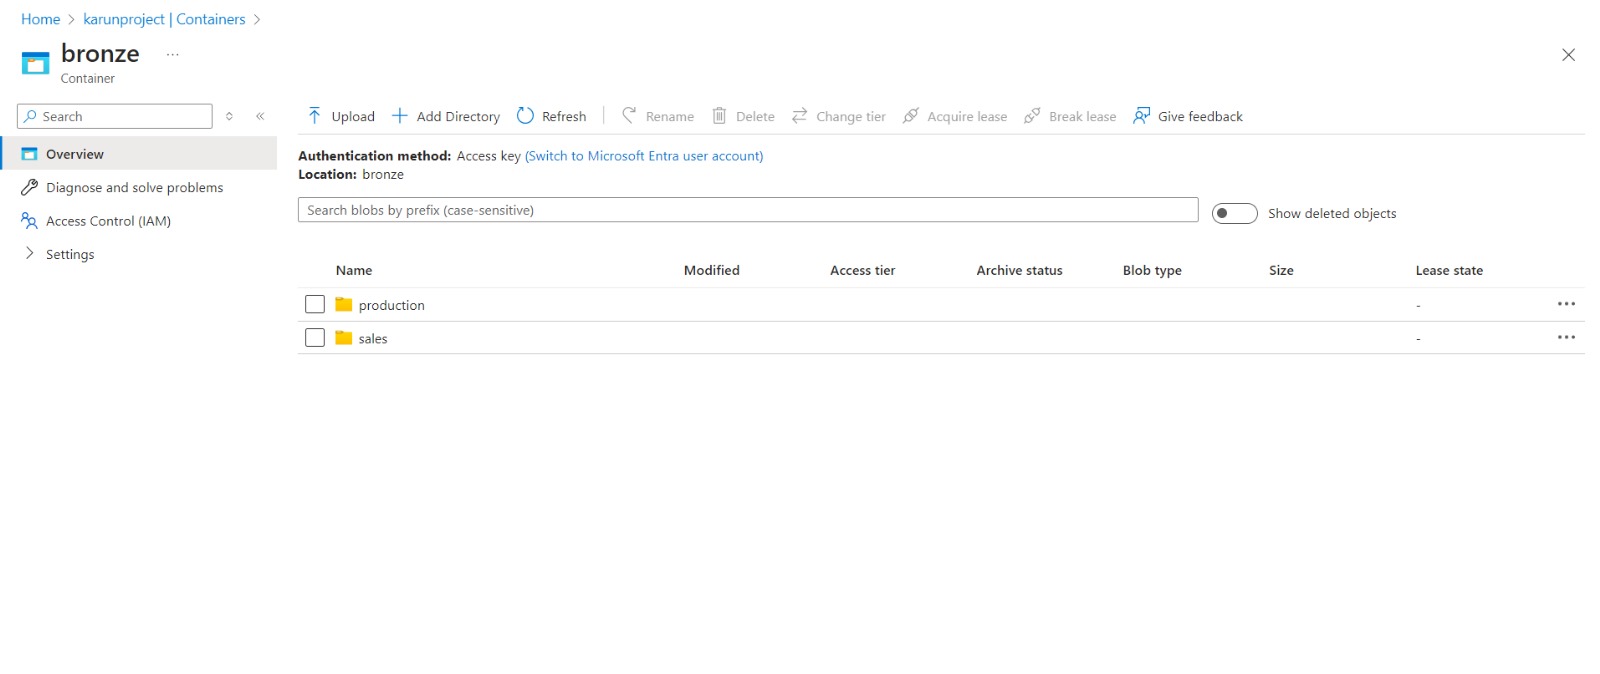 Home > karunproject | Containers >
bronze ...
Container
Search
Overview
Diagnose and solve problems
Access Control (IAM)
Settings
Upload Add Directory Refresh Rename Delete Change tier Acquire lease Break lease Give feedback
Authentication method: Access key (Switch to Microsoft Entra user account)
Location: bronze
Search blobs by prefix (case-sensitive)
Show deleted objects
Name Modified Access tier Archive status Blob type Size Lease state
production -
sales -